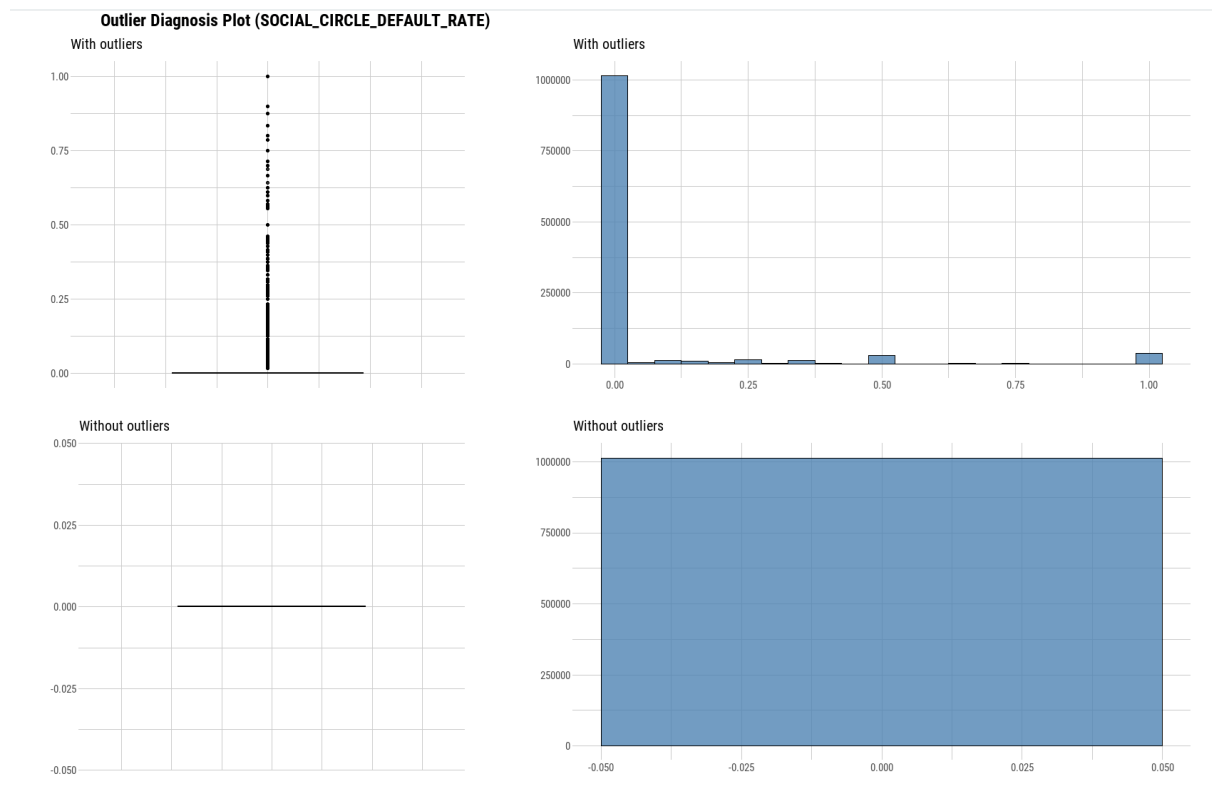 Outlier Diagnosis Plot (SOCIAL_CIRCLE_DEFAULT_RATE)
With outliers
1.00
0.75
0.50
0.25
0.00
With outliers
1000000
750000
500000
250000
0
0.00 0.25 0.50 0.75 1.00
Without outliers
0.050
0.025
0.000
-0.025
-0.050
Without outliers
1000000
750000
500000
250000
0
-0.050 -0.025 0.000 0.025 0.050